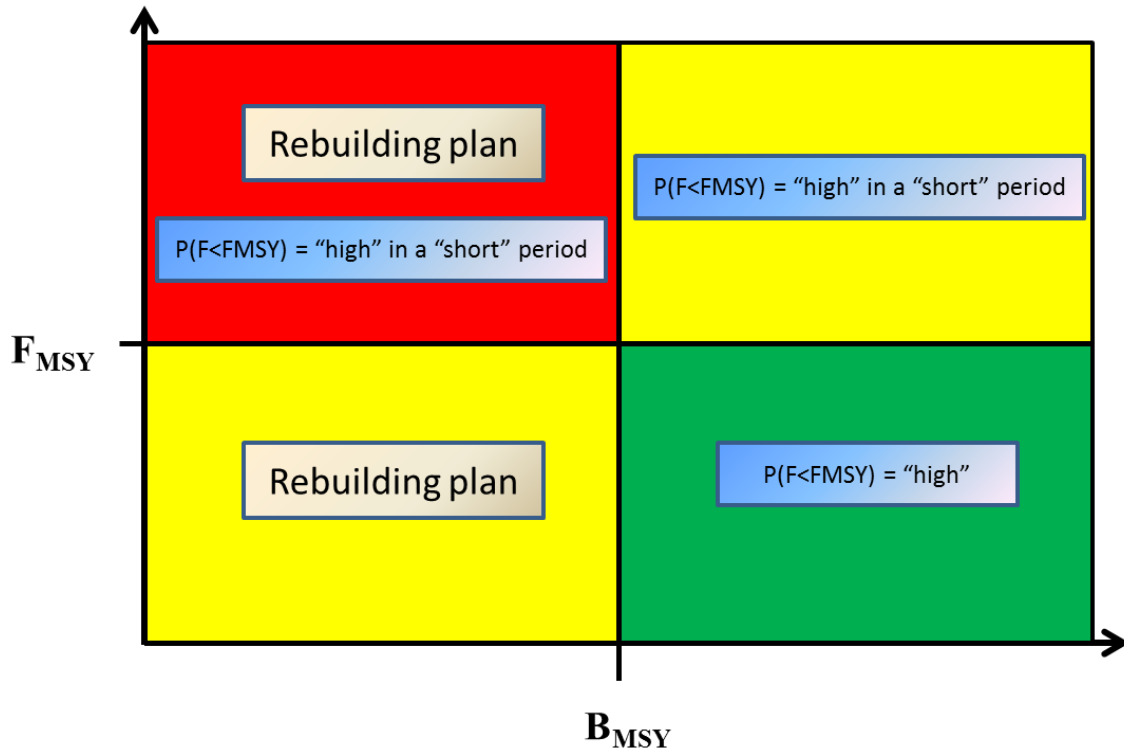 Rebuilding plan
P(F<FMSY) = “high” in a “short” period
P(F<FMSY) = “high” in a “short” period
FMSY
Rebuilding plan
P(F<FMSY) = “high”
BMSY